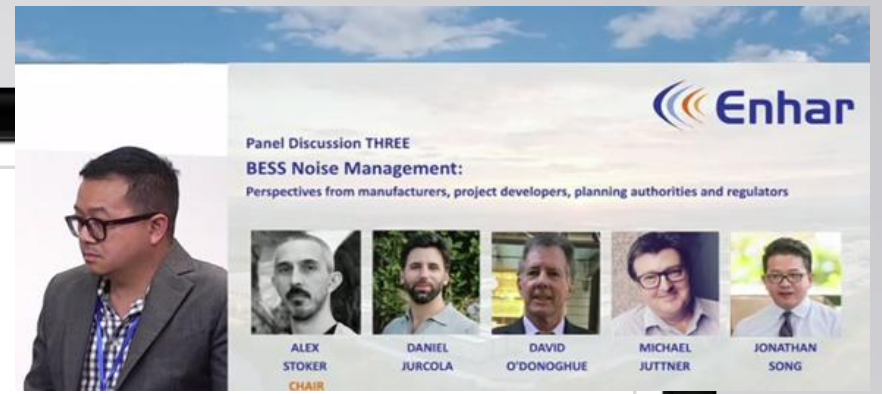 Enhar
Panel Discussion THREE
BESS Noise Management:
Perspectives from manufacturers, project developers, planning authorities and regulators
ALEX
STOKER
CHAIR
DANIEL
JURCOLA
DAVID
O'DONOGHUE
MICHAEL
JUTTNER
JONATHAN
SONG